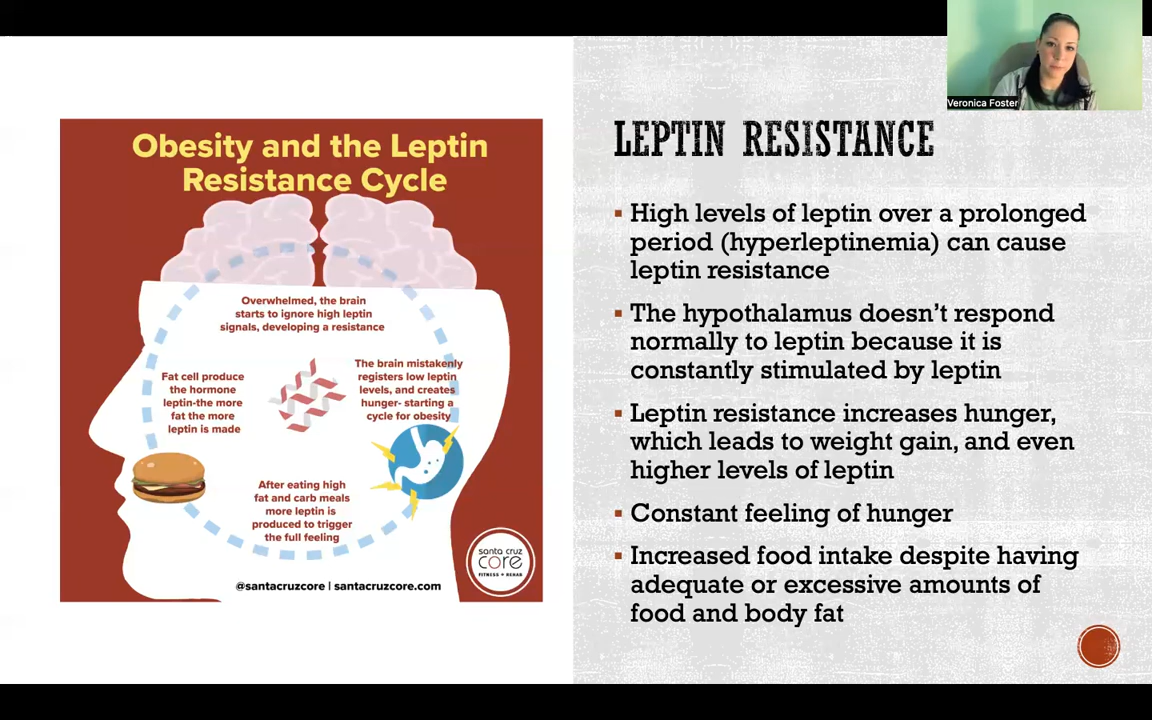 Veronica Foster
Obesity and the Leptin
Resistance Cycle
Overwhelmed, the brain
starts to ignore high leptin
signals, developing a resistance
The brain mistakenly
registers low leptin
levels, and creates
hunger- starting a
cycle for obesity
Fat cell produce
the hormone
leptin-the more
fat the more
leptin is made
After eating high
fat and carb meals
more leptin is
produced to trigger
the full feeling
santa cruz
core
FITNESS + REHAB
@santacruzcore | santacruzcore.com
LEPTIN RESISTANCE
▪ High levels of leptin over a prolonged
period (hyperleptinemia) can cause
leptin resistance
▪ The hypothalamus doesn’t respond
normally to leptin because it is
constantly stimulated by leptin
▪ Leptin resistance increases hunger,
which leads to weight gain, and even
higher levels of leptin
▪ Constant feeling of hunger
▪ Increased food intake despite having
adequate or excessive amounts of
food and body fat